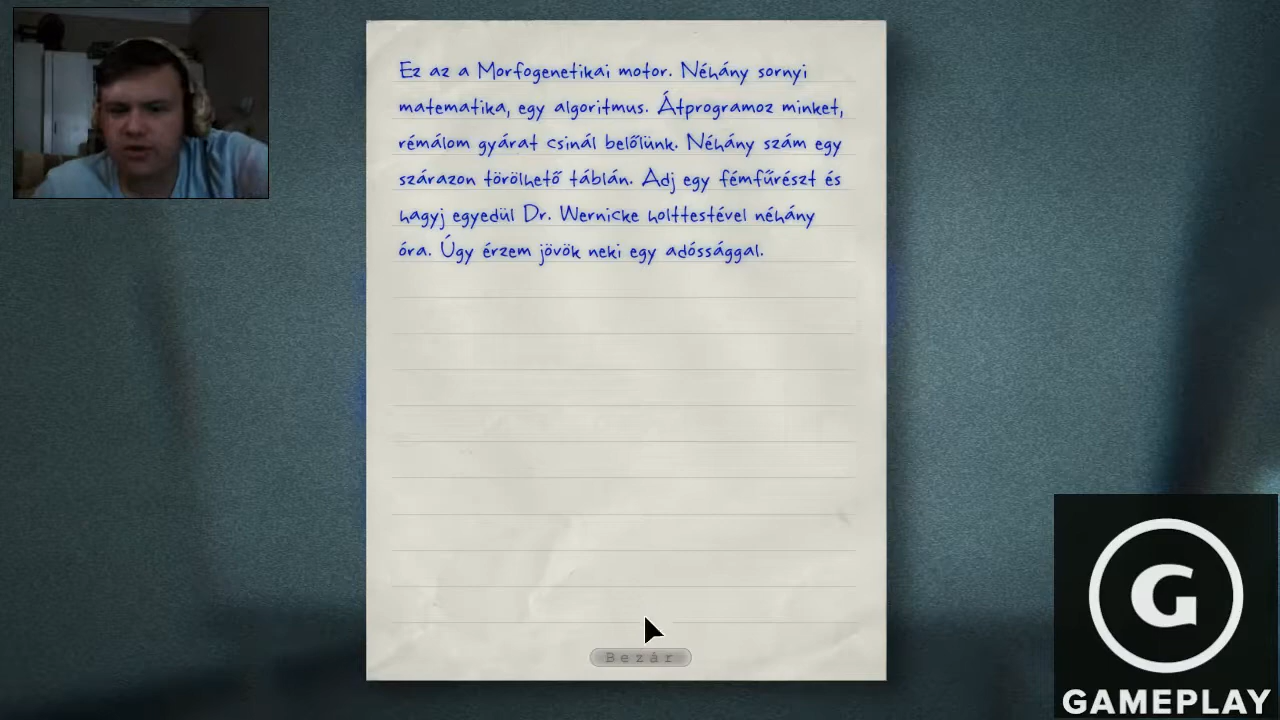 Ez az a Morfogenetikai motor. Néhány sornyi
matematika, egy algoritmus. Átprogramoz minket,
rémálom gyárat csinál belőlünk. Néhány szám egy
szárazon törölhető táblán. Adj egy fémfűrészt és
hagyj egyedül Dr. Wernicke holttestével néhány
óra. Úgy érzem jövök neki egy adóssággal.
Bezár
G
GAMEPLAY